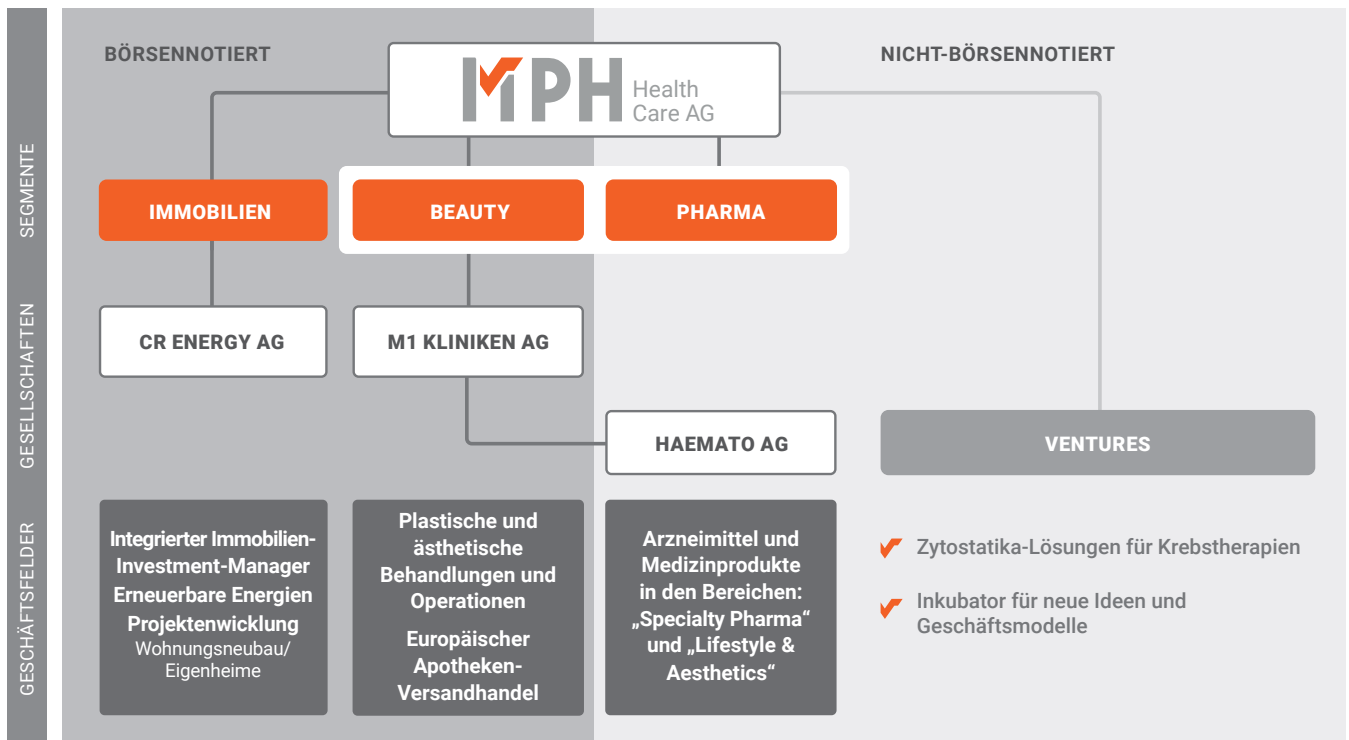 BÖRSENNOTIERT
MPH Health
Care AG
NICHT-BÖRSENNOTIERT
SEGMENTE
IMMOBILIEN
BEAUTY
PHARMA
GESELLSCHAFTEN
CR ENERGY AG
M1 KLINIKEN AG
HAEMATO AG
VENTURES
GESCHÄFTSFELDER
Integrierter Immobilien-
Investment-Manager
Erneuerbare Energien
Projektenwicklung
Wohnungsneubau/
Eigenheime
Plastische und
ästhetische
Behandlungen und
Operationen
Europäischer
Apotheken-
Versandhandel
Arzneimittel und
Medizinprodukte
in den Bereichen:
„Specialty Pharma“
und „Lifestyle &
Aesthetics“
Zytostatika-Lösungen für Krebstherapien
Inkubator für neue Ideen und
Geschäftsmodelle